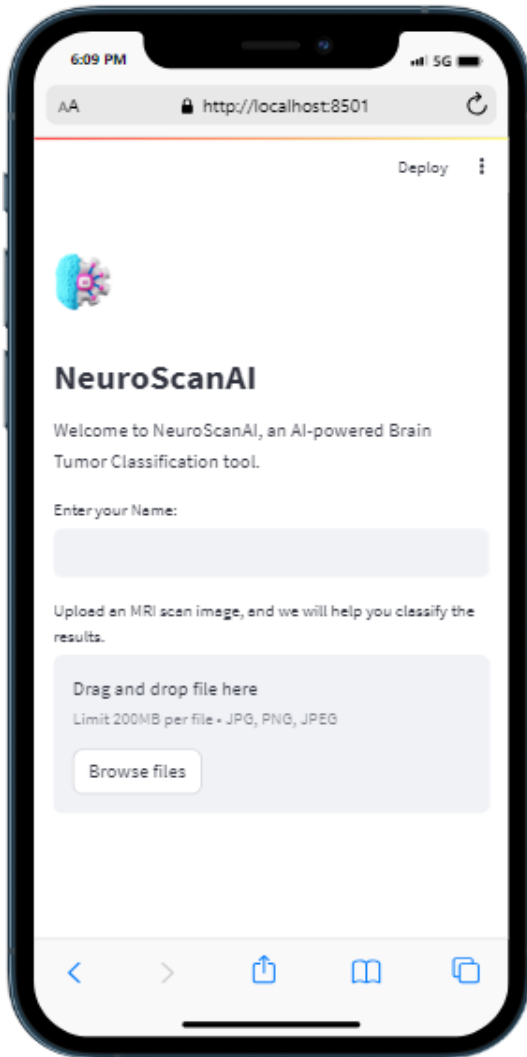 6:09 PM
5G
AA
http://localhost:8501
Deploy
NeuroScanAI
Welcome to NeuroScanAI, an AI-powered Brain
Tumor Classification tool.
Enter your Name:
Upload an MRI scan image, and we will help you classify the
results.
Drag and drop file here
Limit 200MB per file • JPG, PNG, JPEG
Browse files